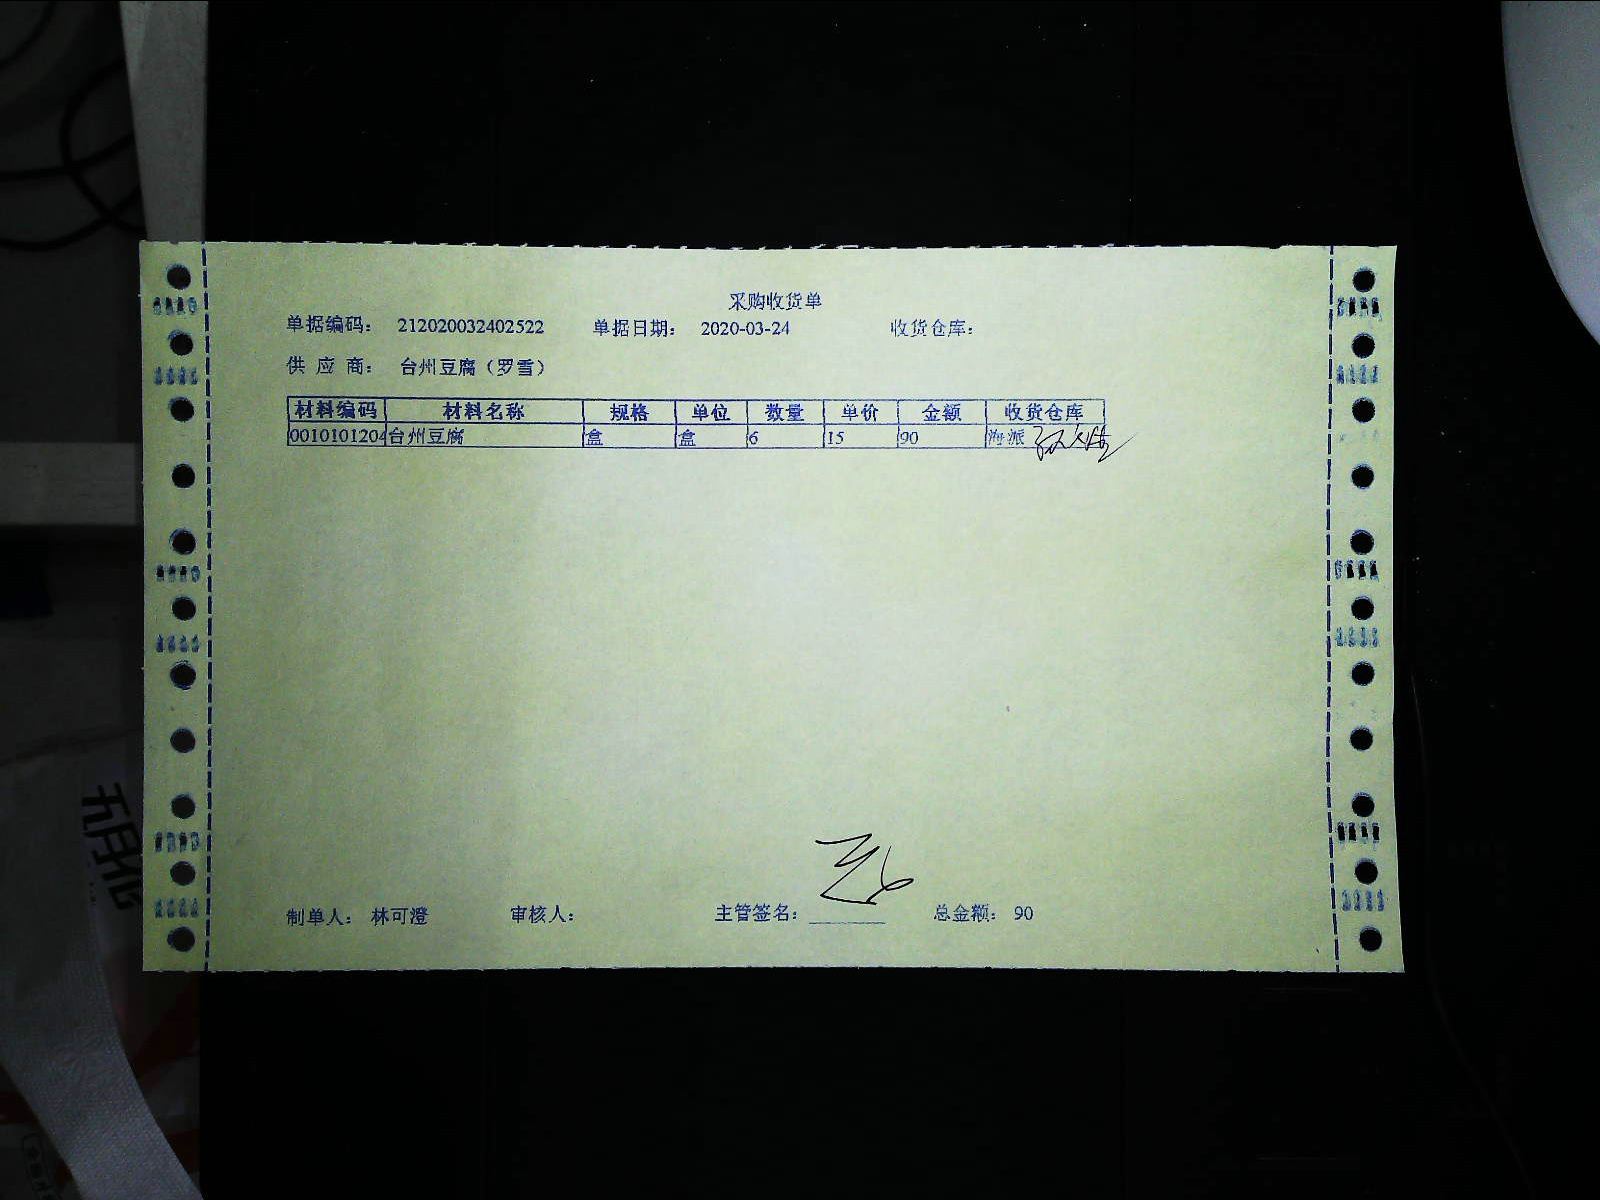 采购收货单
单据编码： 212020032402522 单据日期： 2020-03-24 收货仓库：
供 应 商： 台州豆腐（罗雪）
材料编码 材料名称 规格 单位 数量 单价 金额 收货仓库
0010101204 台州豆腐 盒 盒 6 15 90 海派
制单人： 林可澄 审核人： 主管签名： 总金额： 90